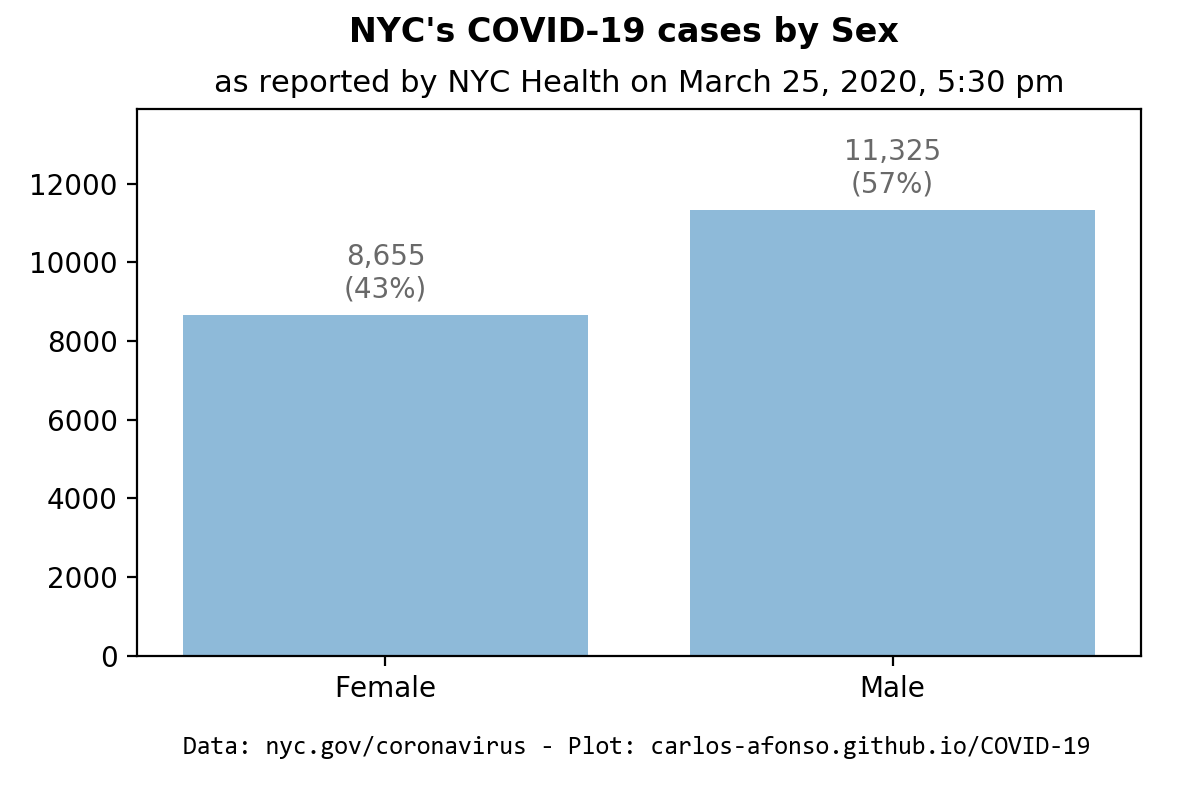 NYC's COVID-19 cases by Sex
as reported by NYC Health on March 25, 2020, 5:30 pm
11,325
(57%)
12000
8,655
(43%)
10000
8000
6000
4000
2000
0
Female Male
Data: nyc.gov/coronavirus - Plot: carlos-afonso.github.io/COVID-19